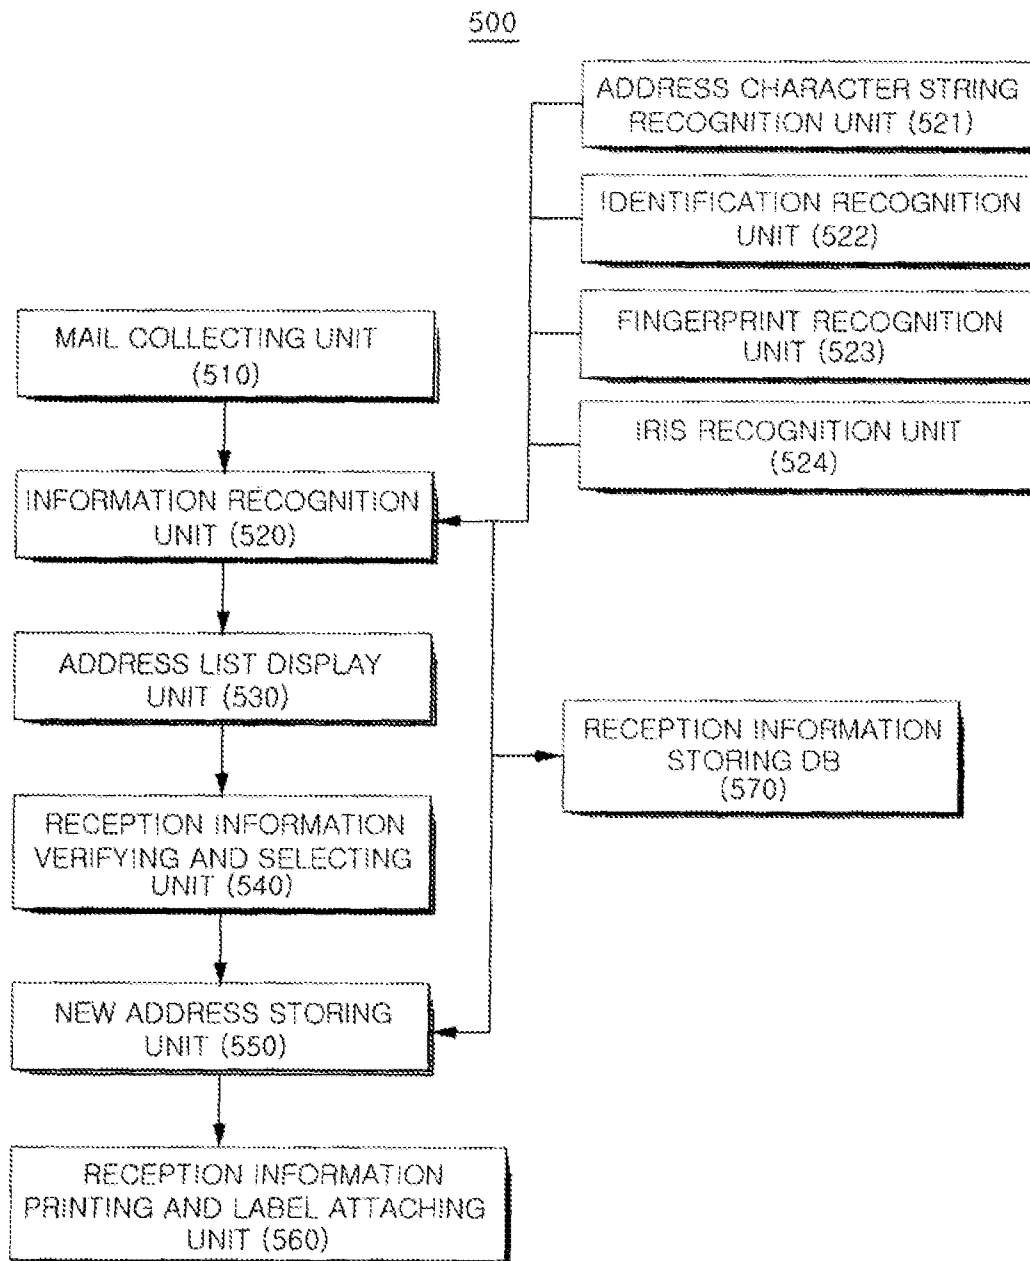 500
ADDRESS CHARACTER STRING
RECOGNITION UNIT (521)
IDENTIFICATION RECOGNITION
UNIT (522)
FINGERPRINT RECOGNITION
UNIT (523)
IRIS RECOGNITION UNIT
(524)
MAIL COLLECTING UNIT
(510)
INFORMATION RECOGNITION
UNIT (520)
ADDRESS LIST DISPLAY
UNIT (530)
RECEPTION INFORMATION
STORING DB
(570)
RECEPTION INFORMATION
VERIFYING AND SELECTING
UNIT (540)
NEW ADDRESS STORING
UNIT (550)
RECEPTION INFORMATION
PRINTING AND LABEL ATTACHING
UNIT (560)